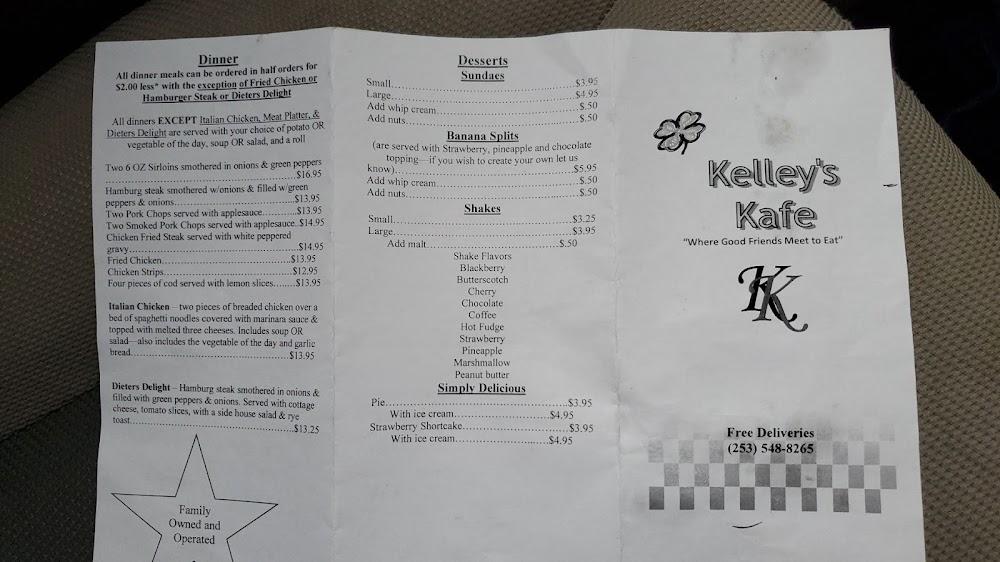 Dinner
All dinner meals can be ordered in half orders for
$2.00 less* with the exception of Fried Chicken or
Hamburger Steak or Dieters Delight
All dinners EXCEPT Italian Chicken, Meat Platter, &
Dieters Delight are served with your choice of potato OR
vegetable of the day, soup OR salad, and a roll
Two 6 OZ Sirloins smothered in onions & green peppers
$16.95
Hamburg steak smothered w/onions & filled w/green
peppers & onions $13.95
Two Pork Chops served with applesauce $13.95
Two Smoked Pork Chops served with applesauce $14.95
Chicken Fried Steak served with white peppered
gravy $14.95
Fried Chicken $13.95
Chicken Strips $12.95
Four pieces of cod served with lemon slices $13.95
Italian Chicken – two pieces of breaded chicken over a
bed of spaghetti noodles covered with marinara sauce &
topped with melted three cheeses. Includes soup OR
salad—also includes the vegetable of the day and garlic
bread $13.95
Dieters Delight – Hamburg steak smothered in onions &
filled with green peppers & onions. Served with cottage
cheese, tomato slices, with a side house salad & rye
toast $13.25
Family
Owned and
Operated
Desserts
Sundaes
Small $3.95
Large $4.95
Add whip cream $.50
Add nuts $.50
Banana Splits
(are served with Strawberry, pineapple and chocolate
topping—if you wish to create your own let us
know) $5.95
Add whip cream $.50
Add nuts $.50
Shakes
Small $3.25
Large $3.95
Add malt $.50
Shake Flavors
Blackberry
Butterscotch
Cherry
Chocolate
Coffee
Hot Fudge
Strawberry
Pineapple
Marshmallow
Peanut butter
Simply Delicious
Pie $3.95
With ice cream $4.95
Strawberry Shortcake $3.95
With ice cream $4.95
Kelley's
Kafe
"Where Good Friends Meet to Eat"
KK
Free Deliveries
(253) 548-8265